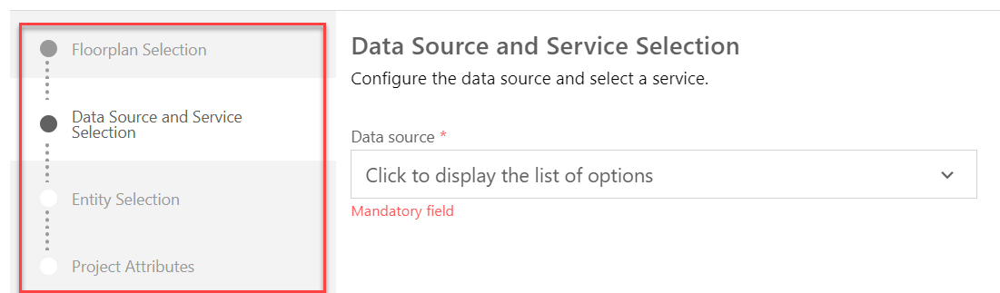 Floorplan Selection
Data Source and Service
Selection
Entity Selection
Project Attributes
Data Source and Service Selection
Configure the data source and select a service.
Data source *
Click to display the list of options
Mandatory field